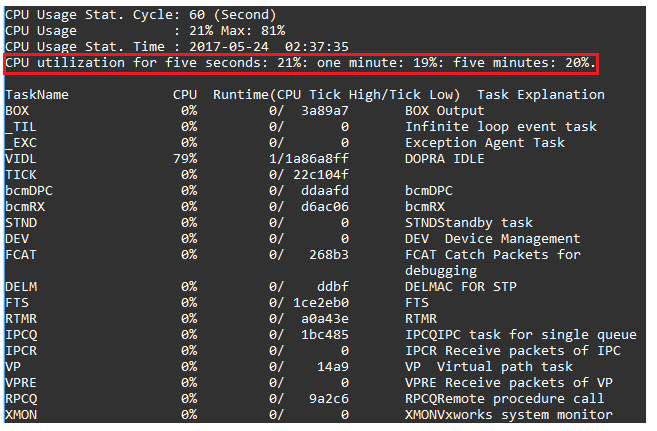 CPU Usage Stat. Cycle: 60 (Second)
CPU Usage            : 21% Max: 81%
CPU Usage Stat. Time : 2017-05-24  02:37:35
CPU utilization for five seconds: 21%: one minute: 19%: five minutes: 20%.
TaskName             CPU  Runtime(CPU Tick High/Tick Low)  Task Explanation
BOX                   0%         0/  3a89a7       BOX Output
_TIL                  0%         0/       0       Infinite loop event task
_EXC                  0%         0/       0       Exception Agent Task
VIDL                 79%         1/1a86a8ff       DOPRA IDLE
TICK                  0%         0/ 22c104f
bcmDPC                0%         0/  ddaafd       bcmDPC
bcmRX                 0%         0/  d6ac06       bcmRX
STND                  0%         0/       0       STNDStandby task
DEV                   0%         0/       0       DEV  Device Management
FCAT                  0%         0/   268b3       FCAT Catch Packets for
debugging
DELM                  0%         0/    ddbf       DELMAC FOR STP
FTS                   0%         0/ 1ce2eb0       FTS
RTMR                  0%         0/  a0a43e       RTMR
IPCQ                  0%         0/  1bc485       IPCQIPC task for single queue
IPCR                  0%         0/       0       IPCR Receive packets of IPC
VP                    0%         0/    14a9       VP  Virtual path task
VPRE                  0%         0/       0       VPRE Receive packets of VP
RPCQ                  0%         0/   9a2c6       RPCQRemote procedure call
XMON                  0%         0/       0       XMONVxworks system monitor